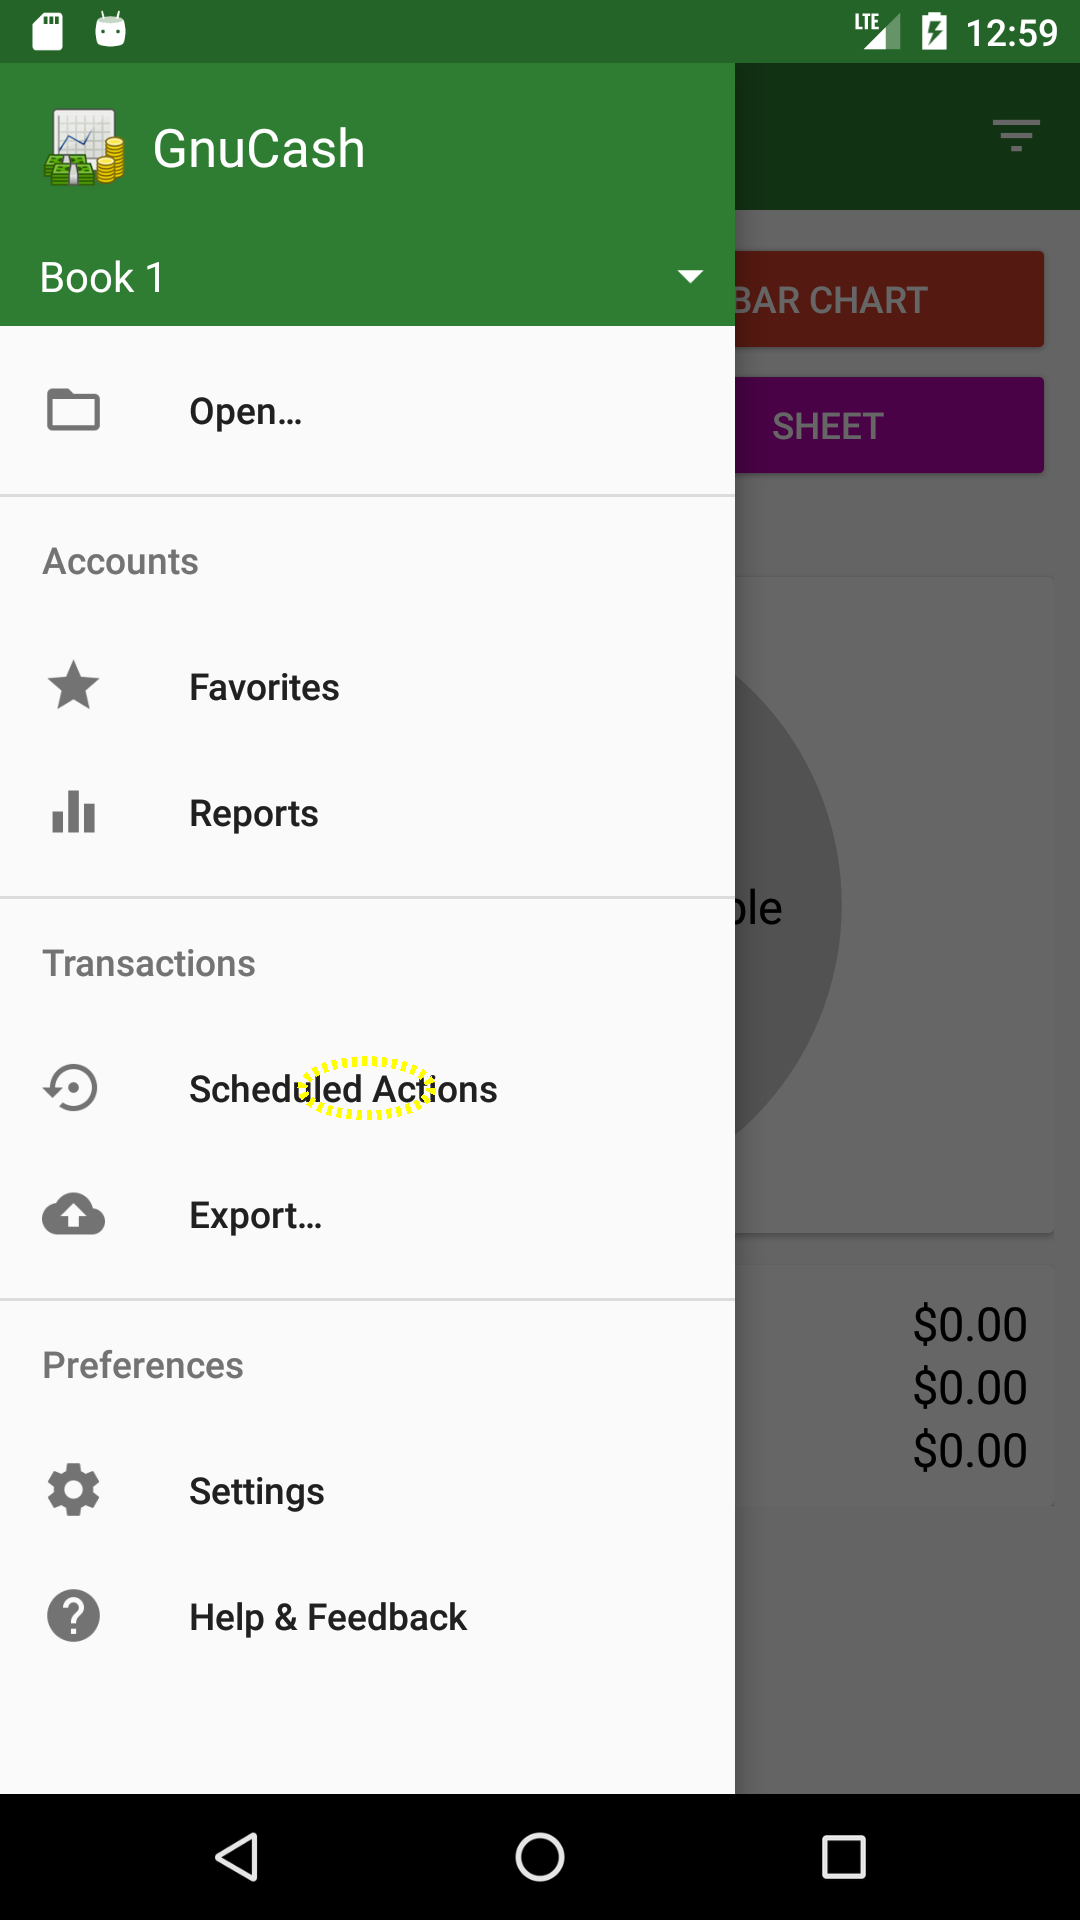 LTE 12:59
GnuCash
Book 1
BAR CHART
Open...
SHEET
Accounts
Favorites
Reports
Transactions
Scheduled Actions
Export...
$0.00
$0.00
Preferences
$0.00
Settings
Help & Feedback